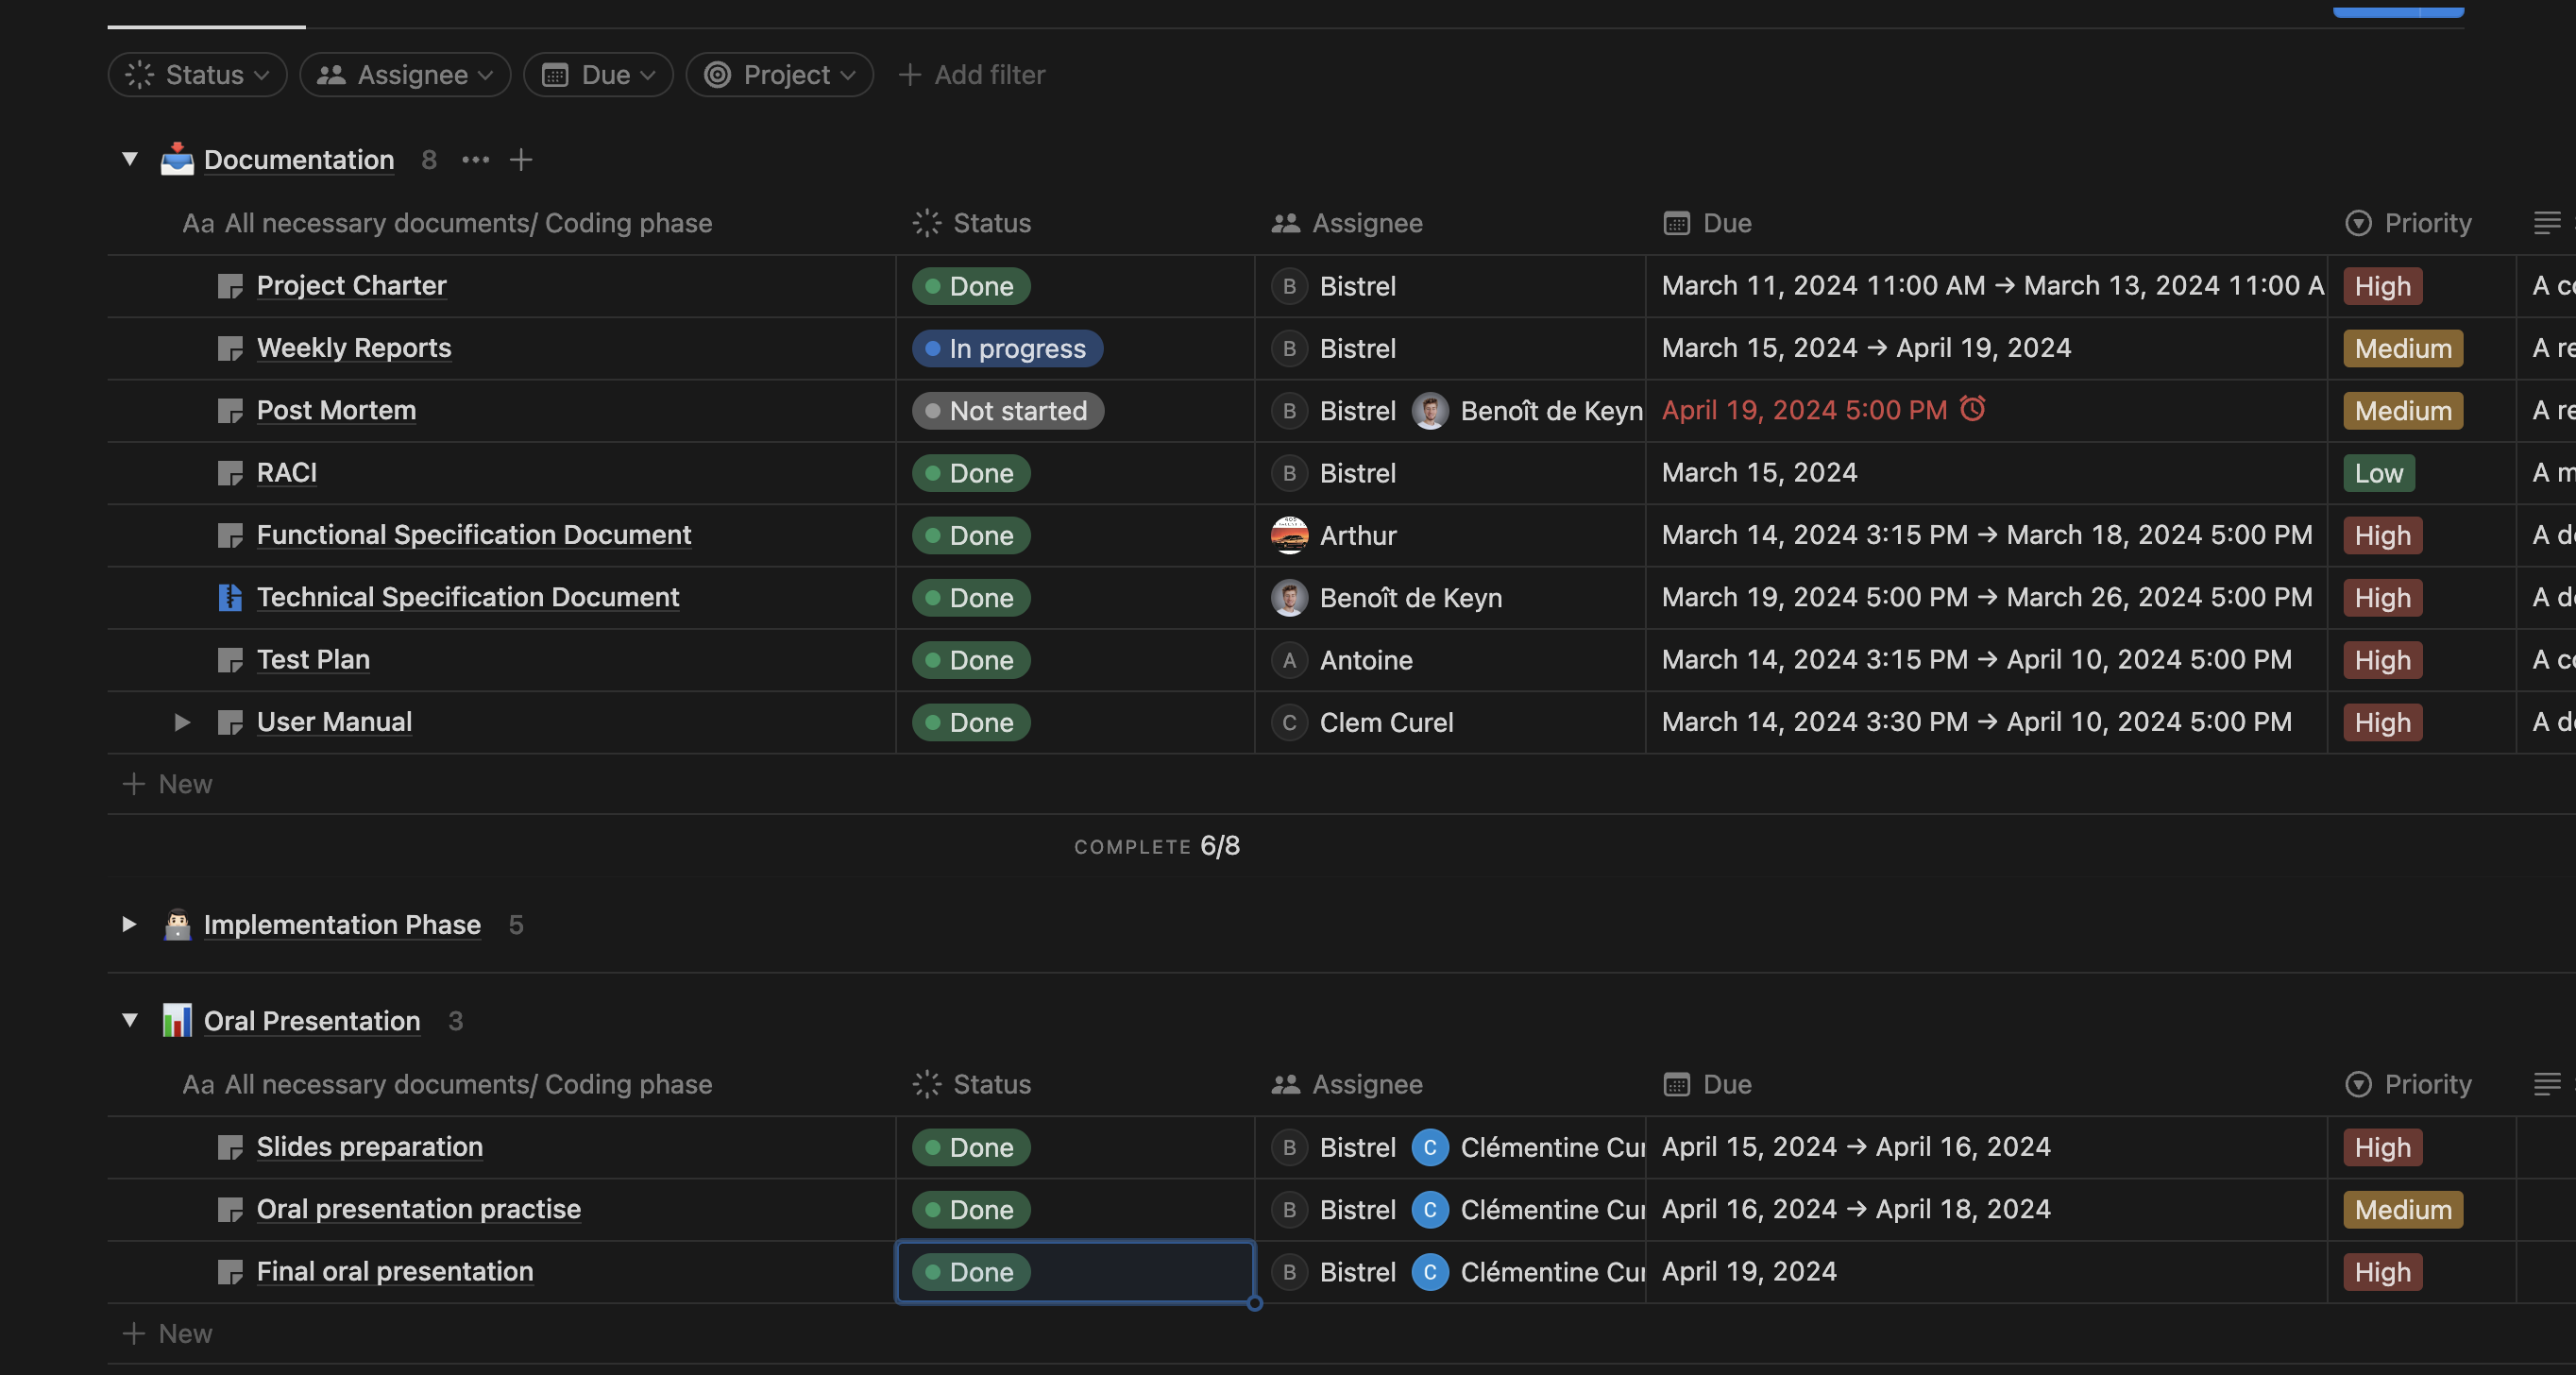 Status Assignee Due Project + Add filter
Documentation 8 ... +
Aa All necessary documents/ Coding phase Status Assignee Due Priority
Project Charter Done B Bistrel March 11, 2024 11:00 AM → March 13, 2024 11:00 A High A co
Weekly Reports In progress B Bistrel March 15, 2024 → April 19, 2024 Medium A re
Post Mortem Not started B Bistrel Benoît de Keyn April 19, 2024 5:00 PM Medium A re
RACI Done B Bistrel March 15, 2024 Low A m
Functional Specification Document Done Arthur March 14, 2024 3:15 PM → March 18, 2024 5:00 PM High A de
Technical Specification Document Done Benoît de Keyn March 19, 2024 5:00 PM → March 26, 2024 5:00 PM High A de
Test Plan Done A Antoine March 14, 2024 3:15 PM → April 10, 2024 5:00 PM High A co
User Manual Done C Clem Curel March 14, 2024 3:30 PM → April 10, 2024 5:00 PM High A de
+ New
COMPLETE 6/8
Implementation Phase 5
Oral Presentation 3
Aa All necessary documents/ Coding phase Status Assignee Due Priority
Slides preparation Done B Bistrel C Clémentine Cur April 15, 2024 → April 16, 2024 High
Oral presentation practise Done B Bistrel C Clémentine Cur April 16, 2024 → April 18, 2024 Medium
Final oral presentation Done B Bistrel C Clémentine Cur April 19, 2024 High
+ New